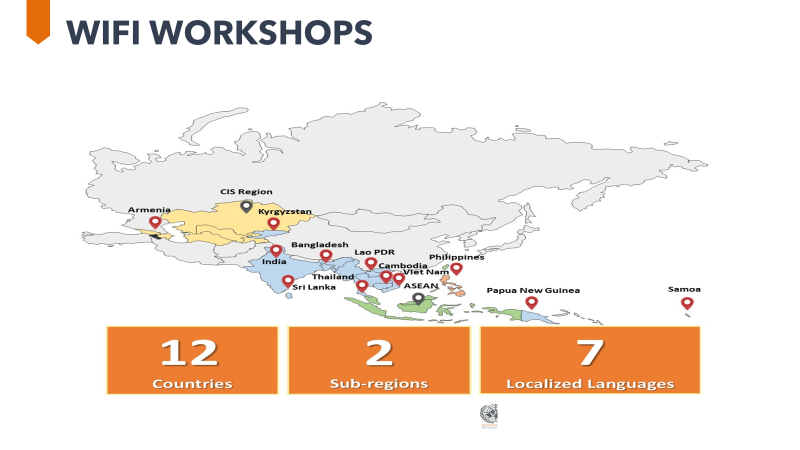 WIFI WORKSHOPS
CIS Region
Armenia
Kyrgyzstan
Bangladesh
Lao PDR
Philippines
India
Cambodia
Viet Nam
Thailand
ASEAN
Sri Lanka
Papua New Guinea
Samoa
12
Countries
2
Sub-regions
7
Localized Languages